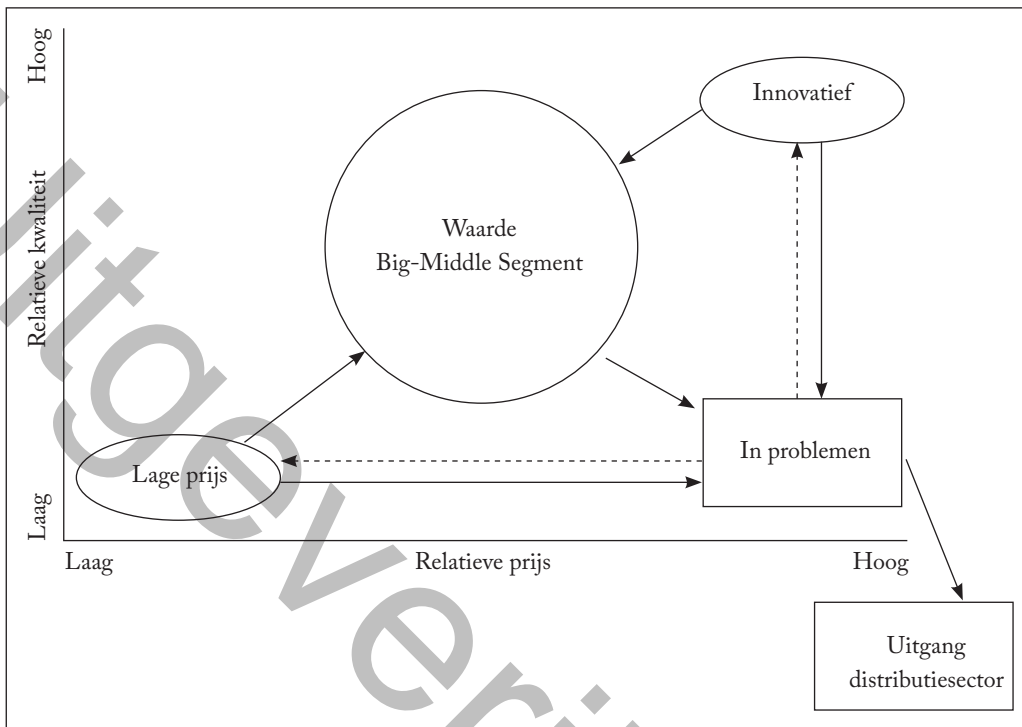 Hoog
Innovatief
Relatieve kwaliteit
Waarde
Big-Middle Segment
In problemen
Lage prijs
Laag
Laag
Relatieve prijs
Hoog
Uitgang
distributiesector